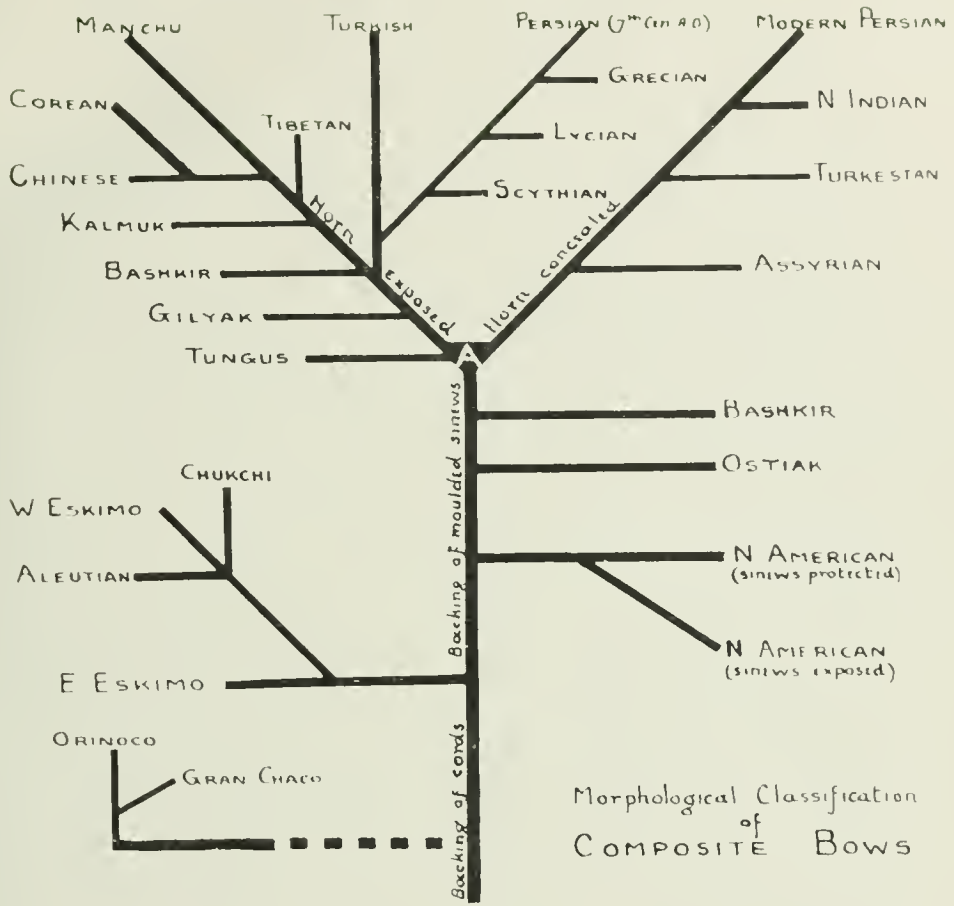 MANCHU
TURKISH
PERSIAN (7TH CEN A D)
MODERN PERSIAN
GRECIAN
COREAN
N INDIAN
TIBETAN
LYCIAN
CHINESE
TURKESTAN
SCYTHIAN
KALMUK
Horn exposed
Horn concealed
BASHKIR
ASSYRIAN
GILYAK
TUNGUS
A
BASHKIR
OSTIAK
Backing of moulded sinews
CHUKCHI
W ESKIMO
ALEUTIAN
N AMERICAN
(sinews protected)
N AMERICAN
(sinews exposed)
E ESKIMO
ORINOCO
GRAN CHACO
Backing of cords
Morphological Classification
of
COMPOSITE BOWS